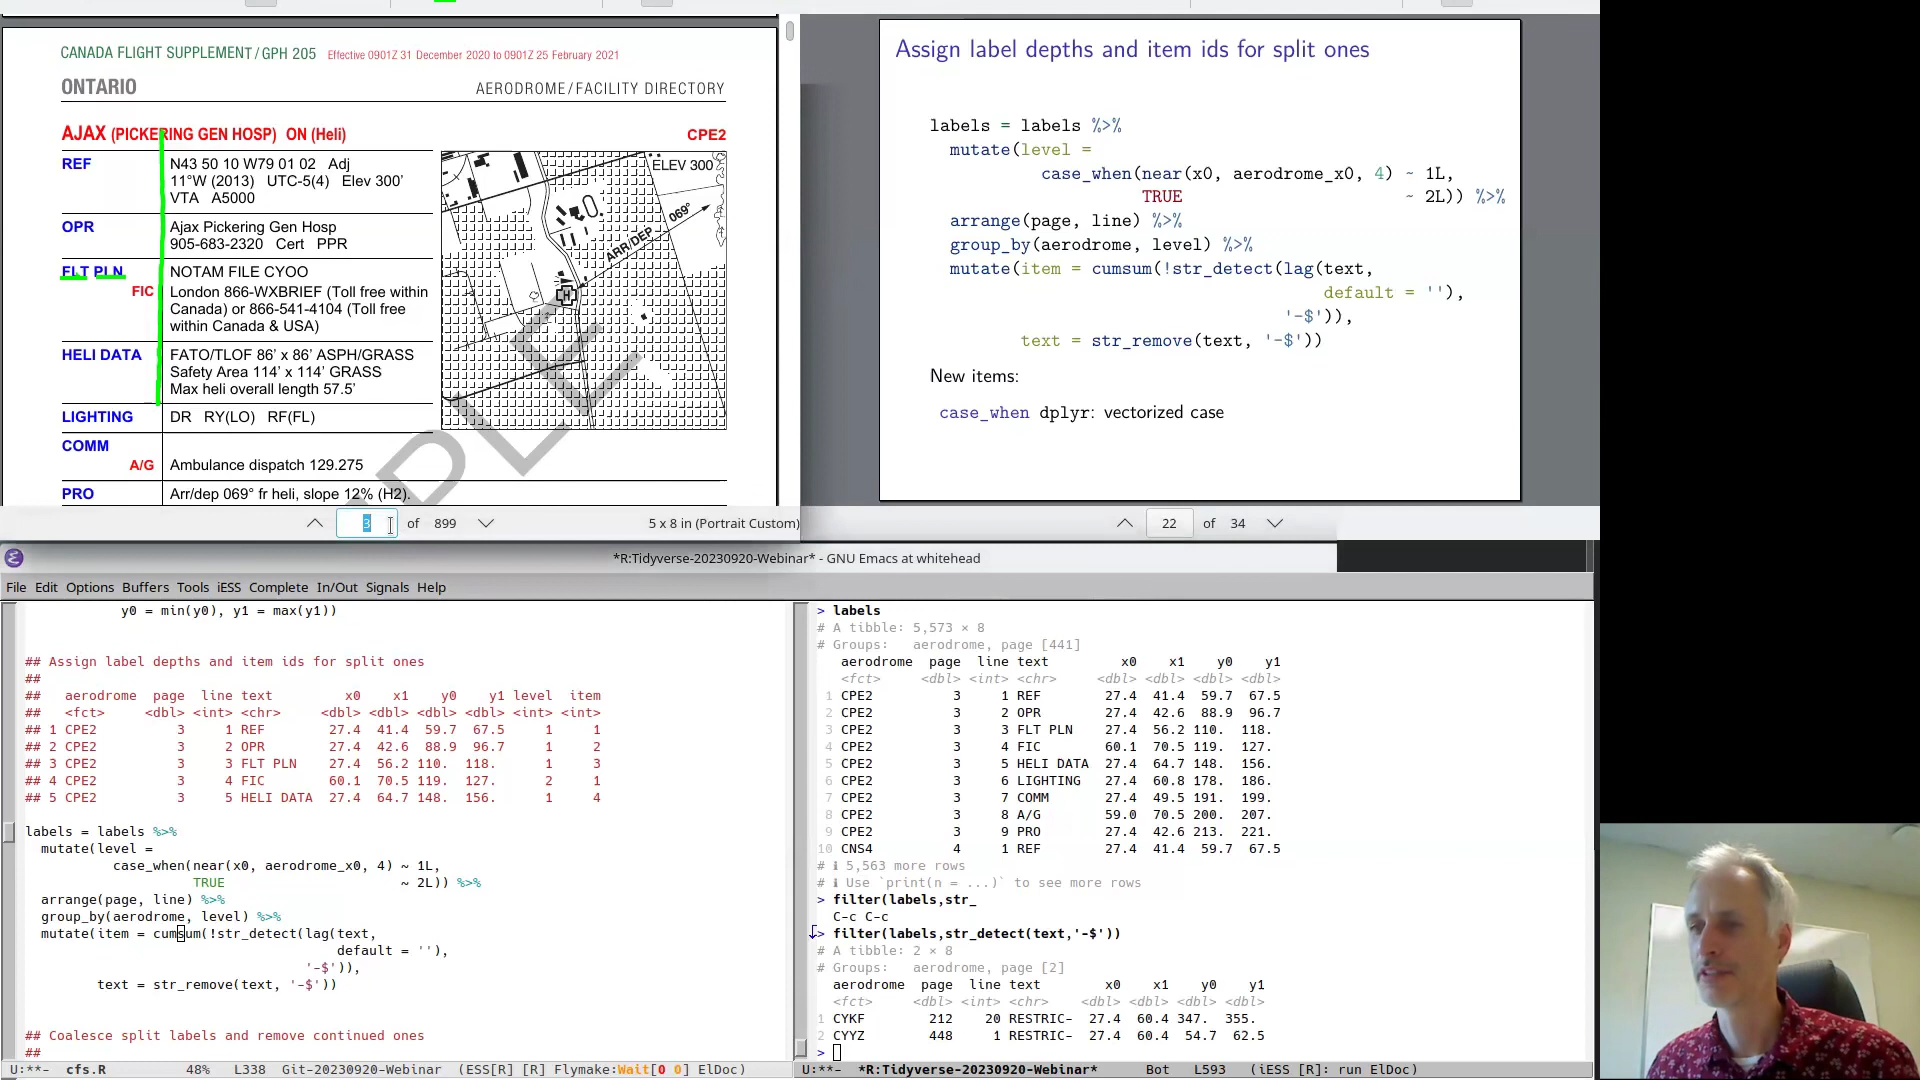 CANADA FLIGHT SUPPLEMENT / GPH 205 Effective 0901Z 31 December 2020 to 0901Z 25 February 2021
ONTARIO AERODROME / FACILITY DIRECTORY
AJAX (PICKERING GEN HOSP) ON (Heli) CPE2
REF N43 50 10 W79 01 02 Adj
11°W (2013) UTC-5(4) Elev 300'
VTA A5000
OPR Ajax Pickering Gen Hosp
905-683-2320 Cert PPR
FLT PLN NOTAM FILE CYOO
FIC London 866-WXBRIEF (Toll free within
Canada) or 866-541-4104 (Toll free
within Canada & USA)
HELI DATA FATO/TLOF 86' x 86' ASPH/GRASS
Safety Area 114' x 114' GRASS
Max heli overall length 57.5'
LIGHTING DR RY(LO) RF(FL)
COMM
A/G Ambulance dispatch 129.275
PRO Arr/dep 069° fr heli, slope 12% (H2).
ELEV 300
069°
ARR/DEP
H
PLE
3 of 899 5 x 8 in (Portrait Custom)
Assign label depths and item ids for split ones
labels = labels %>%
mutate(level =
case_when(near(x0, aerodrome_x0, 4) ~ 1L,
TRUE ~ 2L)) %>%
arrange(page, line) %>%
group_by(aerodrome, level) %>%
mutate(item = cumsum(!str_detect(lag(text,
default = ''),
'-$')),
text = str_remove(text, '-$'))
New items:
case_when dplyr: vectorized case
22 of 34
*R:Tidyverse-20230920-Webinar* - GNU Emacs at whitehead
File Edit Options Buffers Tools iESS Complete In/Out Signals Help
y0 = min(y0), y1 = max(y1))
## Assign label depths and item ids for split ones
##
## aerodrome page line text x0 x1 y0 y1 level item
## <fct> <dbl> <int> <chr> <dbl> <dbl> <dbl> <dbl> <int> <int>
## 1 CPE2 3 1 REF 27.4 41.4 59.7 67.5 1 1
## 2 CPE2 3 2 OPR 27.4 42.6 88.9 96.7 1 2
## 3 CPE2 3 3 FLT PLN 27.4 56.2 110. 118. 1 3
## 4 CPE2 3 4 FIC 60.1 70.5 119. 127. 2 1
## 5 CPE2 3 5 HELI DATA 27.4 64.7 148. 156. 1 4
labels = labels %>%
mutate(level =
case_when(near(x0, aerodrome_x0, 4) ~ 1L,
TRUE ~ 2L)) %>%
arrange(page, line) %>%
group_by(aerodrome, level) %>%
mutate(item = cumsum(!str_detect(lag(text,
default = ''),
'-$')),
text = str_remove(text, '-$'))
## Coalesce split labels and remove continued ones
##
U:**- cfs.R 48% L338 Git-20230920-Webinar (ESS[R] [R] Flymake:Wait[0 0] ElDoc)
> labels
# A tibble: 5,573 × 8
# Groups: aerodrome, page [441]
aerodrome page line text x0 x1 y0 y1
<fct> <dbl> <int> <chr> <dbl> <dbl> <dbl> <dbl>
1 CPE2 3 1 REF 27.4 41.4 59.7 67.5
2 CPE2 3 2 OPR 27.4 42.6 88.9 96.7
3 CPE2 3 3 FLT PLN 27.4 56.2 110. 118.
4 CPE2 3 4 FIC 60.1 70.5 119. 127.
5 CPE2 3 5 HELI DATA 27.4 64.7 148. 156.
6 CPE2 3 6 LIGHTING 27.4 60.8 178. 186.
7 CPE2 3 7 COMM 27.4 49.5 191. 199.
8 CPE2 3 8 A/G 59.0 70.5 200. 207.
9 CPE2 3 9 PRO 27.4 42.6 213. 221.
10 CNS4 4 1 REF 27.4 41.4 59.7 67.5
# ℹ 5,563 more rows
# ℹ Use `print(n = ...)` to see more rows
> filter(labels,str_
C-c C-c
> filter(labels,str_detect(text,'-$'))
# A tibble: 2 × 8
# Groups: aerodrome, page [2]
aerodrome page line text x0 x1 y0 y1
<fct> <dbl> <int> <chr> <dbl> <dbl> <dbl> <dbl>
1 CYKF 212 20 RESTRIC- 27.4 60.4 347. 355.
2 CYYZ 448 1 RESTRIC- 27.4 60.4 54.7 62.5
>
U:**- *R:Tidyverse-20230920-Webinar* Bot L593 (iESS [R]: run ElDoc)